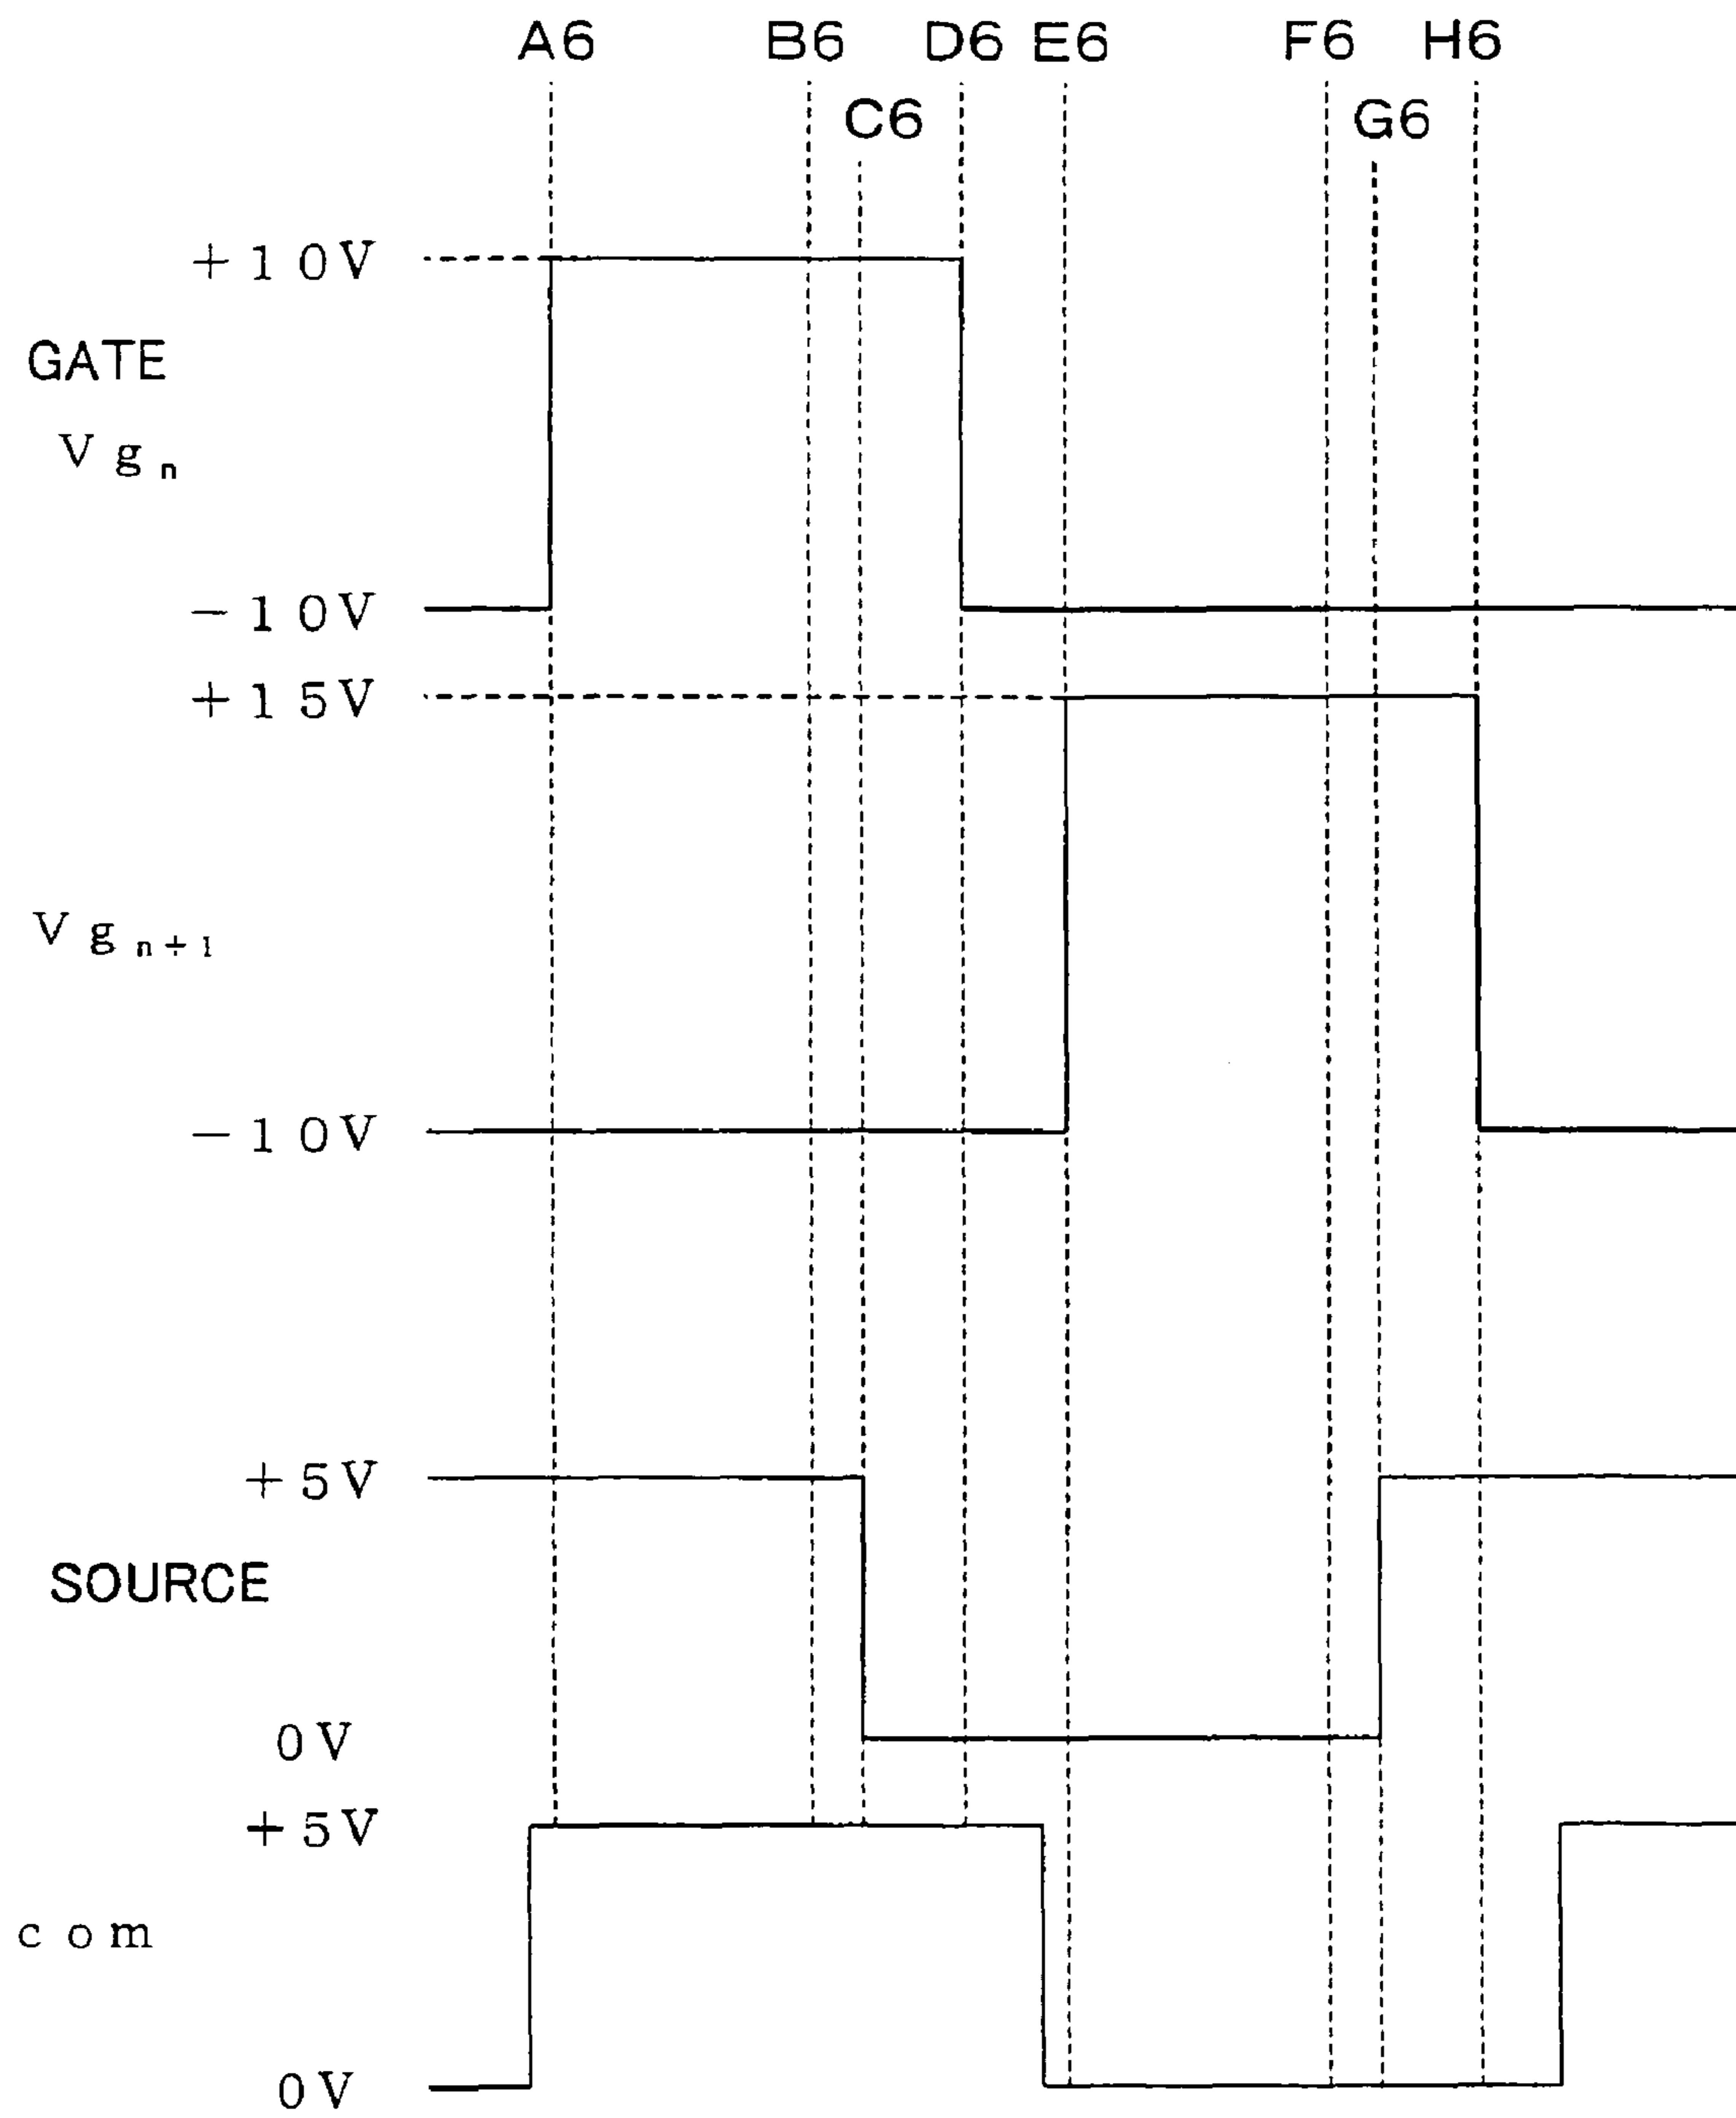 A6 B6 D6 E6 F6 H6
C6 G6
+10V
GATE
Vgn
-10V
+15V
Vgn+1
-10V
+5V
SOURCE
0V
+5V
com
0V